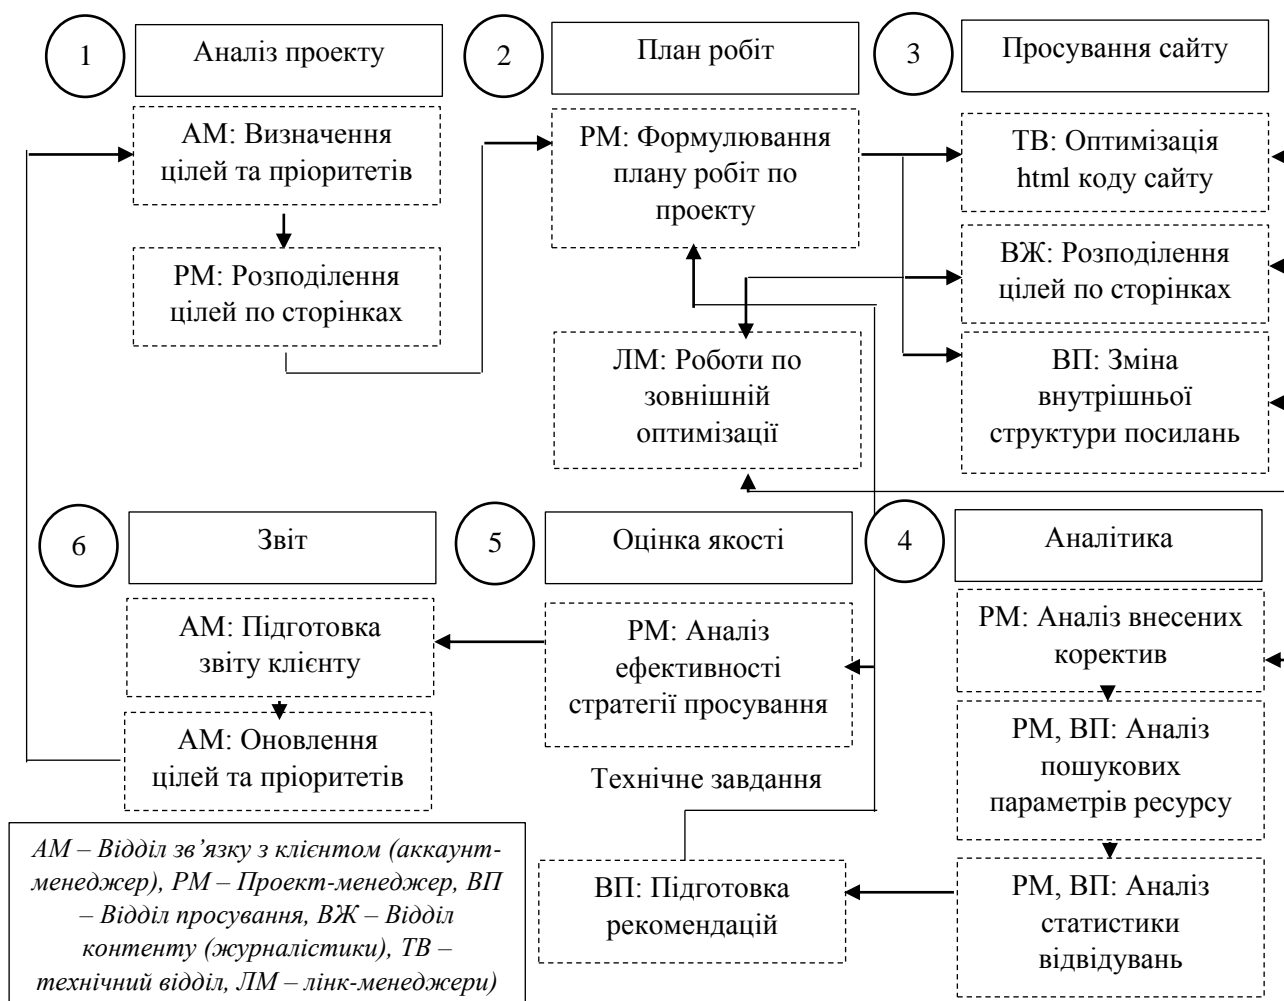 1
Аналіз проекту
АМ: Визначення
цілей та пріоритетів
РМ: Розподілення
цілей по сторінках
2
План робіт
РМ: Формулювання
плану робіт по
проекту
ЛМ: Роботи по
зовнішній
оптимізації
3
Просування сайту
ТВ: Оптимізація
html коду сайту
ВЖ: Розподілення
цілей по сторінках
ВП: Зміна
внутрішньої
структури посилань
4
Аналітика
РМ: Аналіз внесених
коректив
РМ, ВП: Аналіз
пошукових
параметрів ресурсу
РМ, ВП: Аналіз
статистики
відвідувань
5
Оцінка якості
РМ: Аналіз
ефективності
стратегії просування
Технічне завдання
ВП: Підготовка
рекомендацій
6
Звіт
АМ: Підготовка
звіту клієнту
АМ: Оновлення
цілей та пріоритетів
АМ – Відділ зв’язку з клієнтом (аккаунт-
менеджер), РМ – Проект-менеджер, ВП
– Відділ просування, ВЖ – Відділ
контенту (журналістики), ТВ –
технічний відділ, ЛМ – лінк-менеджери)